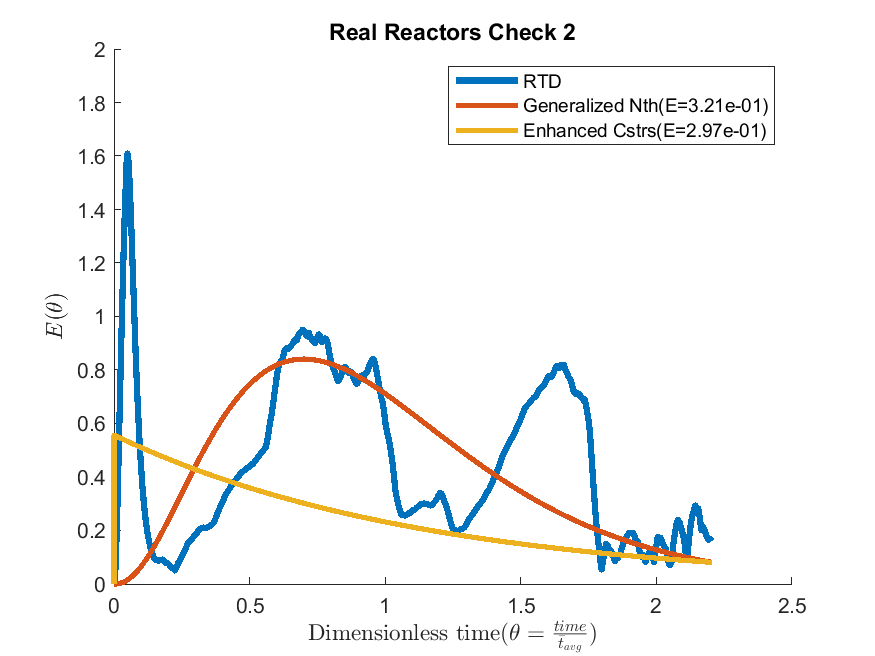 Real Reactors Check 2
RTD
Generalized Nth(E=3.21e-01)
Enhanced Cstrs(E=2.97e-01)
E(θ)
2
1.8
1.6
1.4
1.2
1
0.8
0.6
0.4
0.2
0
0 0.5 1 1.5 2 2.5
Dimensionless time(θ = time/t̄avg)